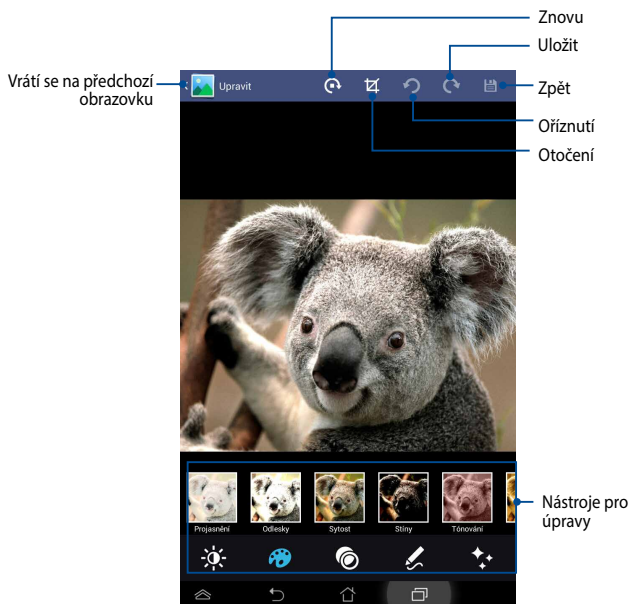 Znovu
Uložit
Vrátí se na předchozí
obrazovku
Upravit
Zpět
Oříznutí
Otočení
Projasnění
Odlesky
Sytost
Stíny
Tónování
Nástroje pro
úpravy